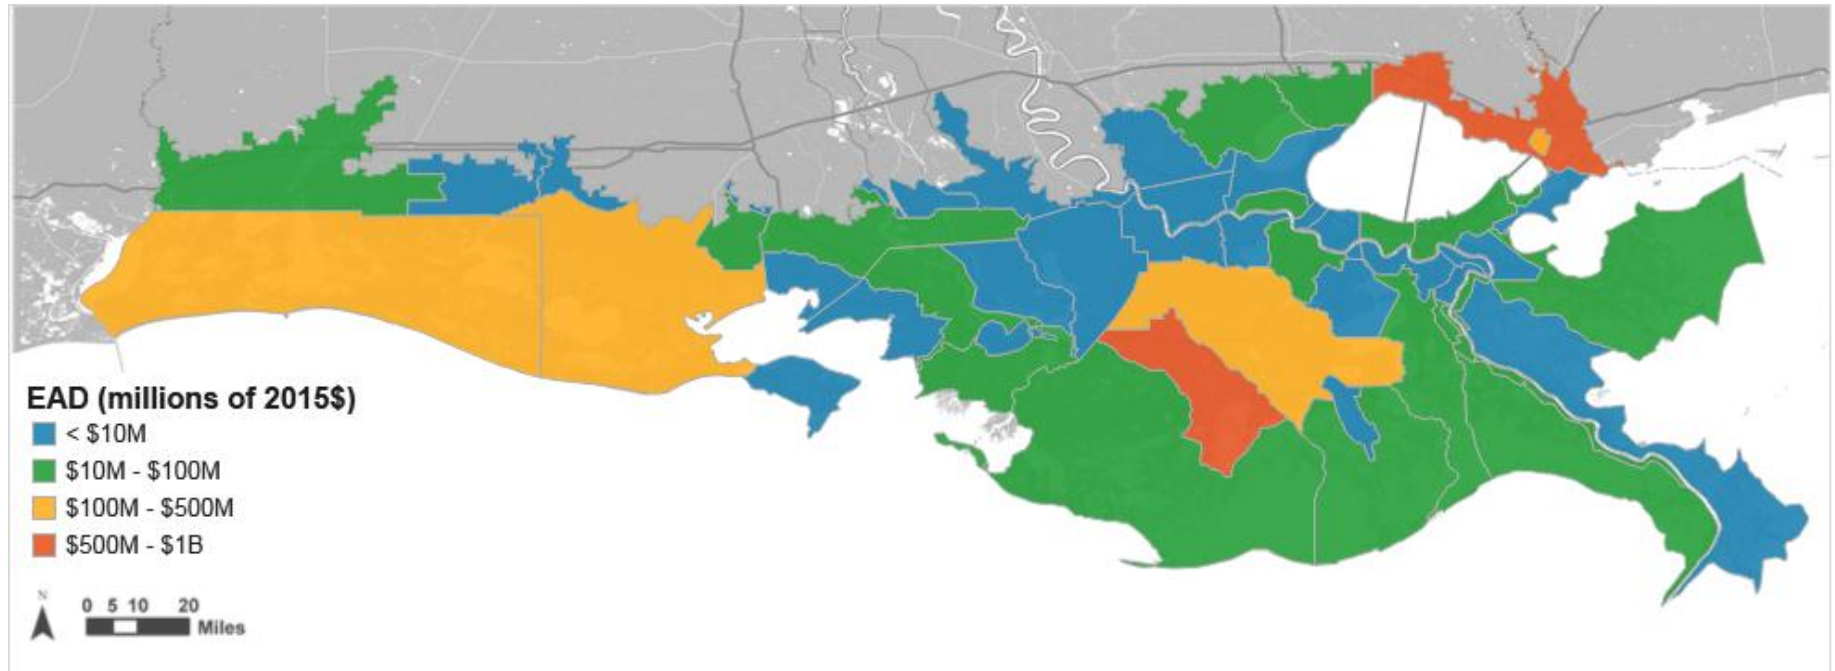 EAD (millions of 2015$)
< $10M
$10M - $100M
$100M - $500M
$500M - $1B
N
0 5 10 20
Miles